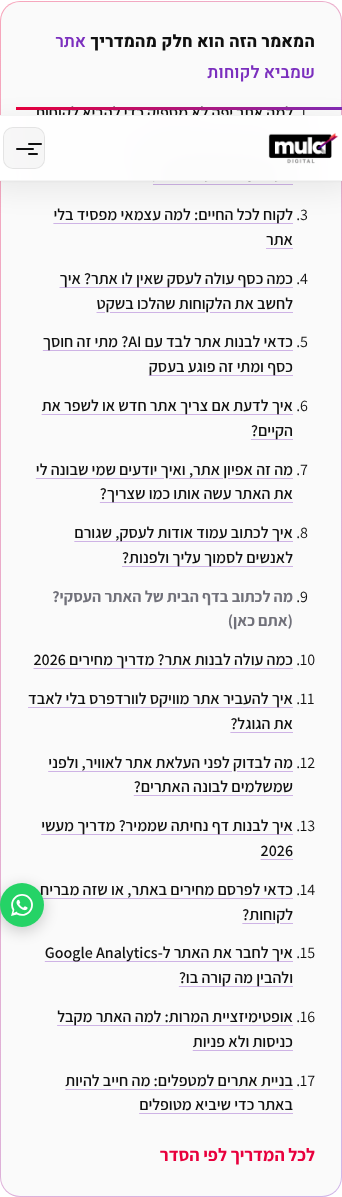 המאמר הזה הוא חלק מהמדריך אתר
שמביא לקוחות
1. למה אתר יפה לא מספיק כדי להביא לקוחות
mula
DIGITAL
3. לקוח לכל החיים: למה עצמאי מפסיד בלי
אתר
4. כמה כסף עולה לעסק שאין לו אתר? איך
לחשב את הלקוחות שהלכו בשקט
5. כדאי לבנות אתר לבד עם AI? מתי זה חוסך
כסף ומתי זה פוגע בעסק
6. איך לדעת אם צריך אתר חדש או לשפר את
הקיים?
7. מה זה אפיון אתר, ואיך יודעים שמי שבונה לי
את האתר עשה אותו כמו שצריך?
8. איך לכתוב עמוד אודות לעסק, שגורם
לאנשים לסמוך עליך ולפנות?
9. מה לכתוב בדף הבית של האתר העסקי?
(אתם כאן)
10. כמה עולה לבנות אתר? מדריך מחירים 2026
11. איך להעביר אתר מוויקס לוורדפרס בלי לאבד
את הגוגל?
12. מה לבדוק לפני העלאת אתר לאוויר, ולפני
שמשלמים לבונה האתרים?
13. איך לבנות דף נחיתה שממיר? מדריך מעשי
2026
14. כדאי לפרסם מחירים באתר, או שזה מבריח
לקוחות?
15. איך לחבר את האתר ל-Google Analytics
ולהבין מה קורה בו?
16. אופטימיזציית המרות: למה האתר מקבל
כניסות ולא פניות
17. בניית אתרים למטפלים: מה חייב להיות
באתר כדי שיביא מטופלים
לכל המדריך לפי הסדר